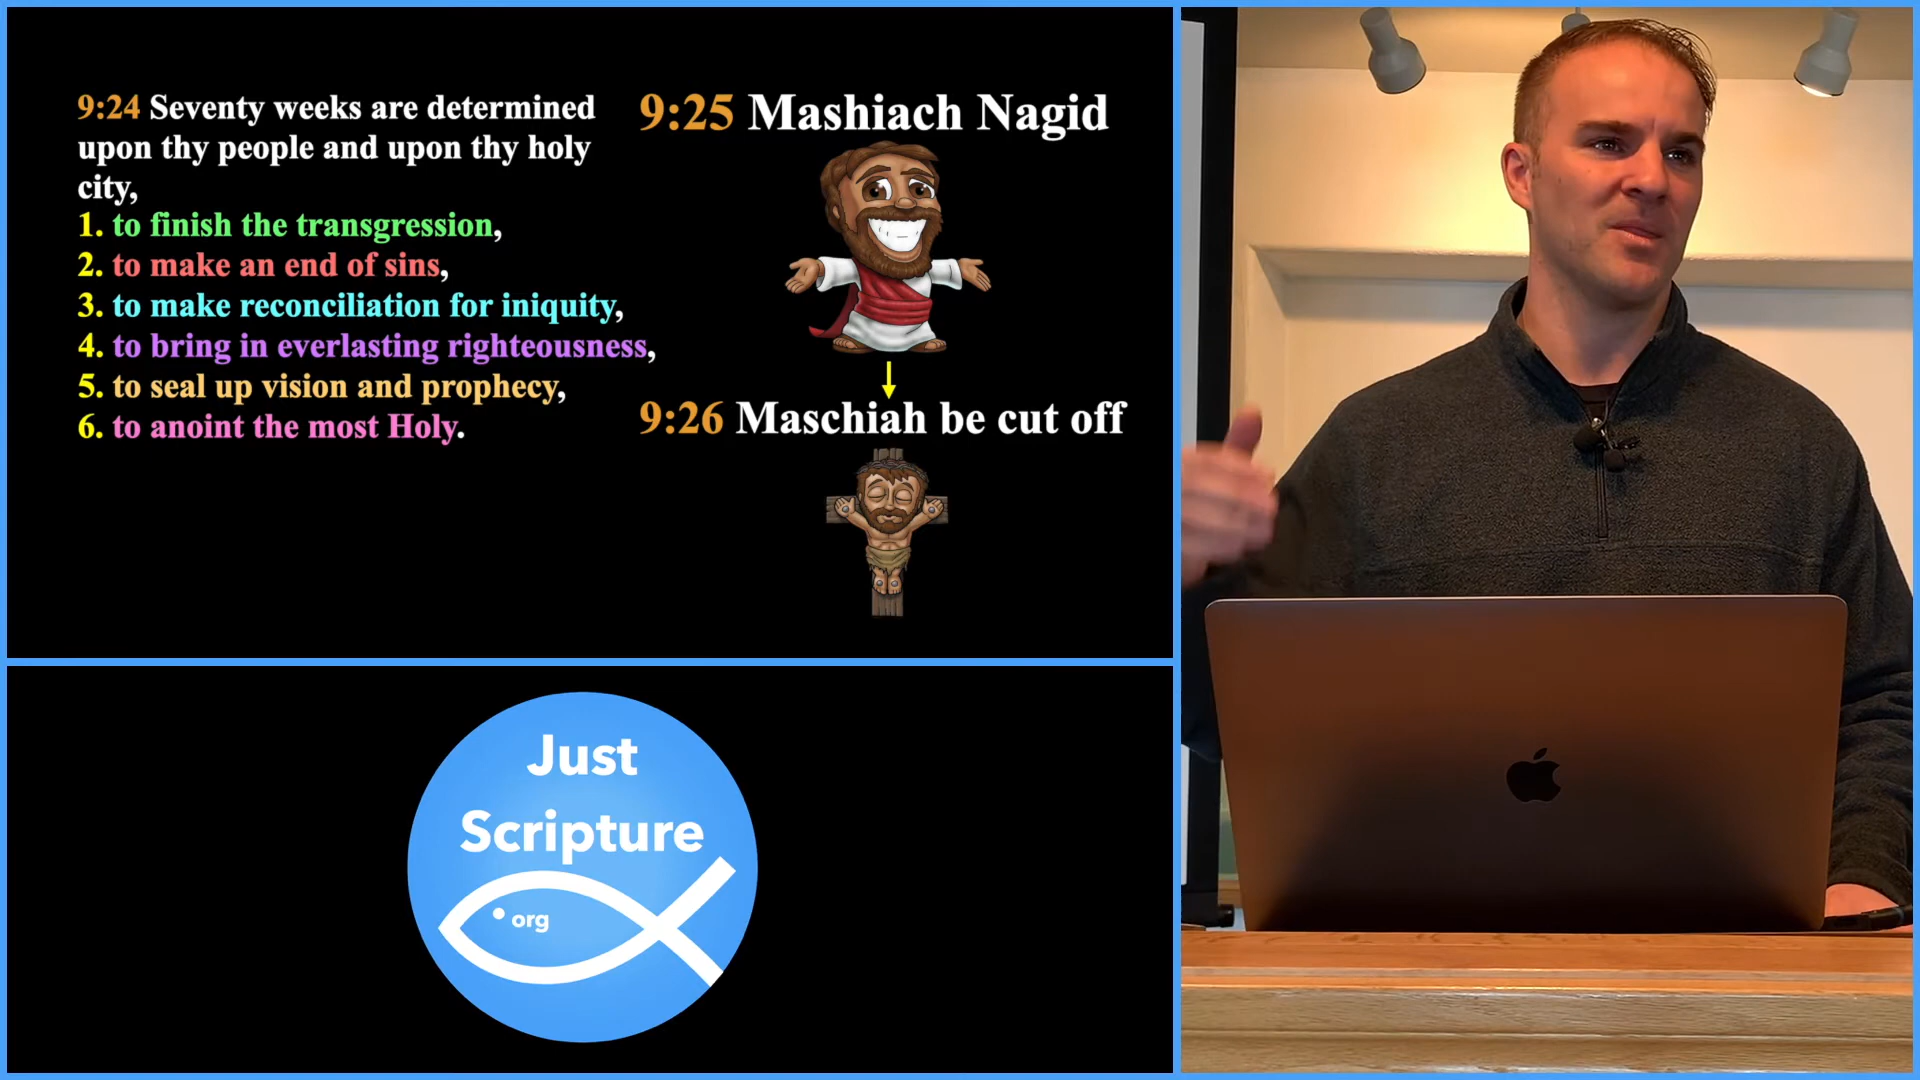 9:24 Seventy weeks are determined
upon thy people and upon thy holy
city,
1. to finish the transgression,
2. to make an end of sins,
3. to make reconciliation for iniquity,
4. to bring in everlasting righteousness,
5. to seal up vision and prophecy,
6. to anoint the most Holy.
9:25 Mashiach Nagid
9:26 Maschiah be cut off
Just
Scripture
org